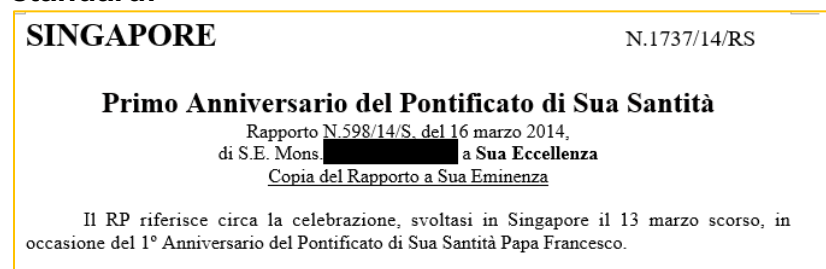 SINGAPORE N.1737/14/RS
Primo Anniversario del Pontificato di Sua Santità
Rapporto N.598/14/S. del 16 marzo 2014,
di S.E. Mons. a Sua Eccellenza
Copia del Rapporto a Sua Eminenza
Il RP riferisce circa la celebrazione, svoltasi in Singapore il 13 marzo scorso, in
occasione del 1º Anniversario del Pontificato di Sua Santità Papa Francesco.